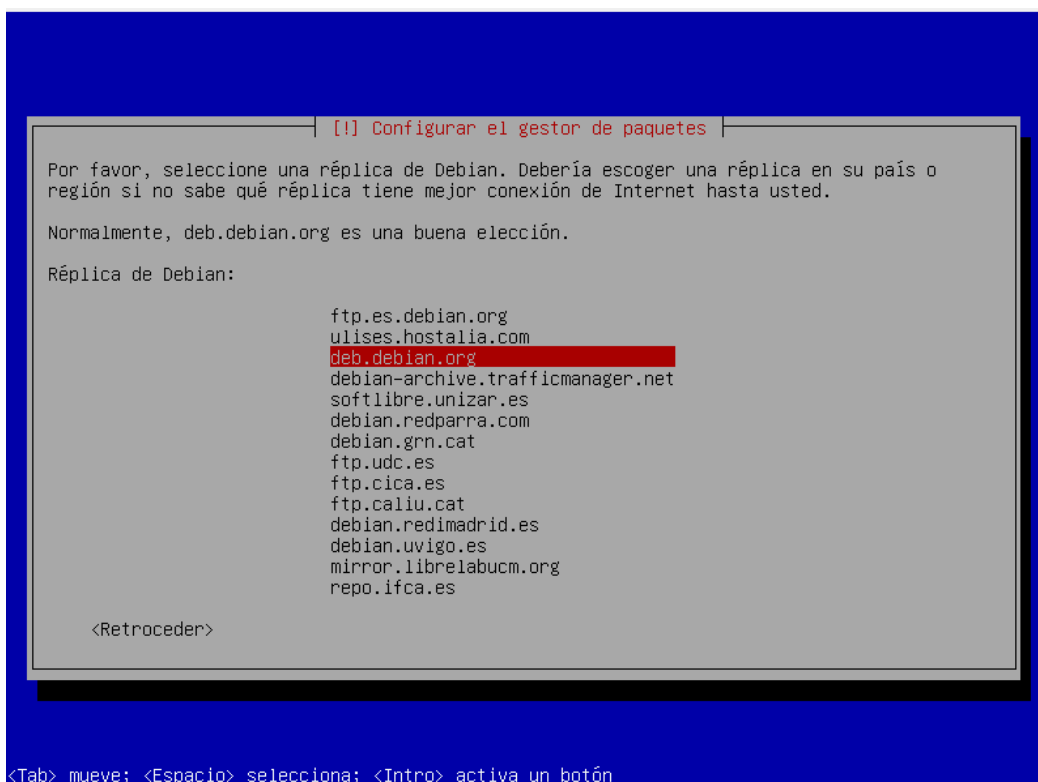 [!] Configurar el gestor de paquetes
Por favor, seleccione una réplica de Debian. Debería escoger una réplica en su país o
región si no sabe qué réplica tiene mejor conexión de Internet hasta usted.
Normalmente, deb.debian.org es una buena elección.
Réplica de Debian:
ftp.es.debian.org
ulises.hostalia.com
deb.debian.org
debian-archive.trafficmanager.net
softlibre.unizar.es
debian.redparra.com
debian.grn.cat
ftp.udc.es
ftp.cica.es
ftp.caliu.cat
debian.redimadrid.es
debian.uvigo.es
mirror.librelabucm.org
repo.ifca.es
<Retroceder>
<Tab> mueve; <Espacio> selecciona; <Intro> activa un botón